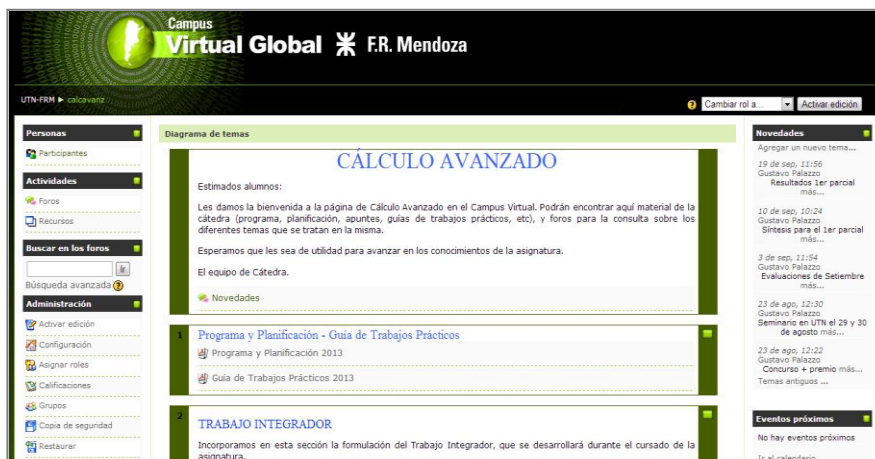 Campus
Virtual Global F.R. Mendoza
UTN-FRM ► calcavanz
Cambiar rol a...
Activar edición
Personas
Participantes
Actividades
Foros
Recursos
Buscar en los foros
Ir
Búsqueda avanzada
Administración
Activar edición
Configuración
Asignar roles
Calificaciones
Grupos
Copia de seguridad
Restaurar
Diagrama de temas
CÁLCULO AVANZADO
Estimados alumnos:
Les damos la bienvenida a la página de Cálculo Avanzado en el Campus Virtual. Podrán encontrar aquí material de la
cátedra (programa, planificación, apuntes, guías de trabajos prácticos, etc), y foros para la consulta sobre los
diferentes temas que se tratan en la misma.
Esperamos que les sea de utilidad para avanzar en los conocimientos de la asignatura.
El equipo de Cátedra.
Novedades
1
Programa y Planificación - Guía de Trabajos Prácticos
Programa y Planificación 2013
Guía de Trabajos Prácticos 2013
2
TRABAJO INTEGRADOR
Incorporamos en esta sección la formulación del Trabajo Integrador, que se desarrollará durante el cursado de la
asignatura.
Novedades
Agregar un nuevo tema...
19 de sep, 11:56
Gustavo Palazzo
Resultados 1er parcial
más...
10 de sep, 10:24
Gustavo Palazzo
Síntesis para el 1er parcial
más...
3 de sep, 11:54
Gustavo Palazzo
Evaluaciones de Setiembre
más...
23 de ago, 12:30
Gustavo Palazzo
Seminario en UTN el 29 y 30
de agosto más...
23 de ago, 12:22
Gustavo Palazzo
Concurso + premio más...
Temas antiguos ...
Eventos próximos
No hay eventos próximos
Ir al calendario